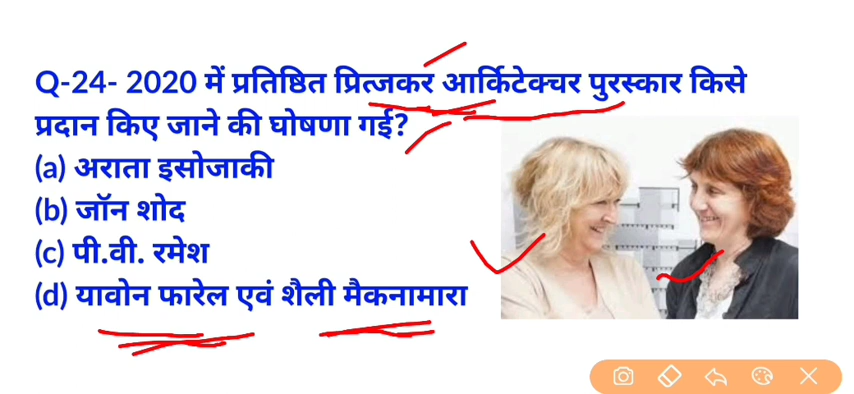 Q-24- 2020 में प्रतिष्ठित प्रित्जकर आर्किटेक्चर पुरस्कार किसे
प्रदान किए जाने की घोषणा गई?
(a) अराता इसोजाकी
(b) जॉन शोद
(c) पी.वी. रमेश
(d) यावोन फारेल एवं शैली मैकनामारा